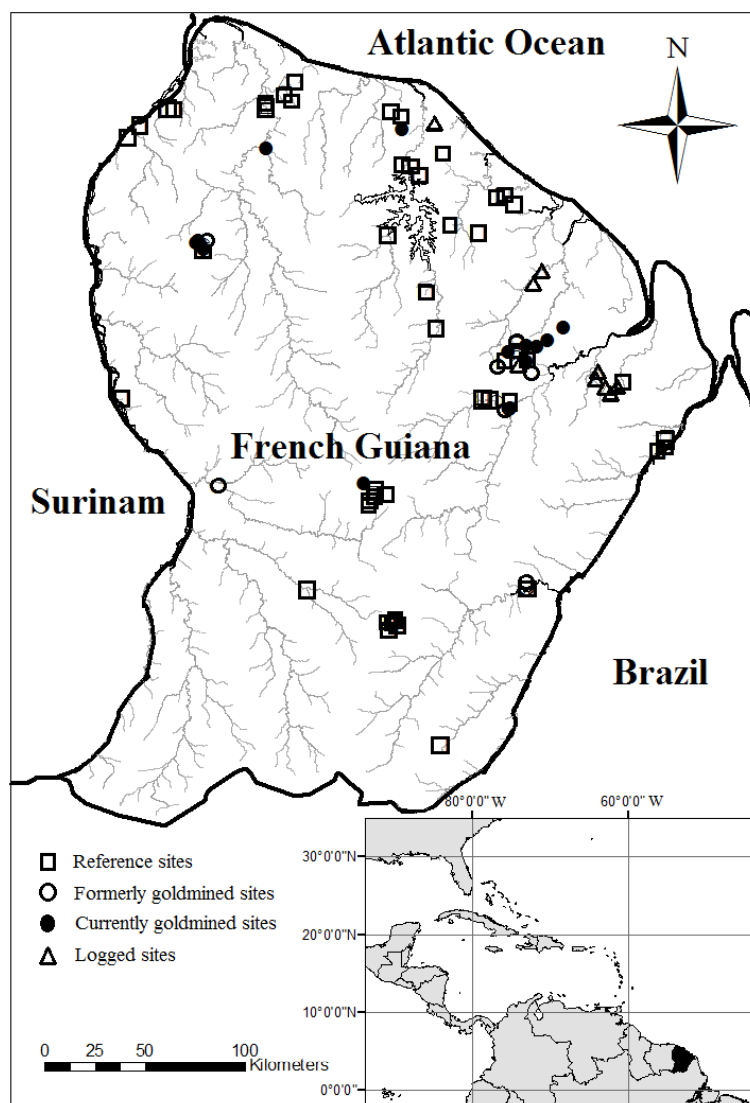 Atlantic Ocean
N
French Guiana
Surinam
Brazil
80°0'0" W 60°0'0" W
Reference sites
Formerly goldmined sites
Currently goldmined sites
Logged sites
30°0'0"N
20°0'0"N
10°0'0"N
0°0'0"
0 25 50 100
Kilometers